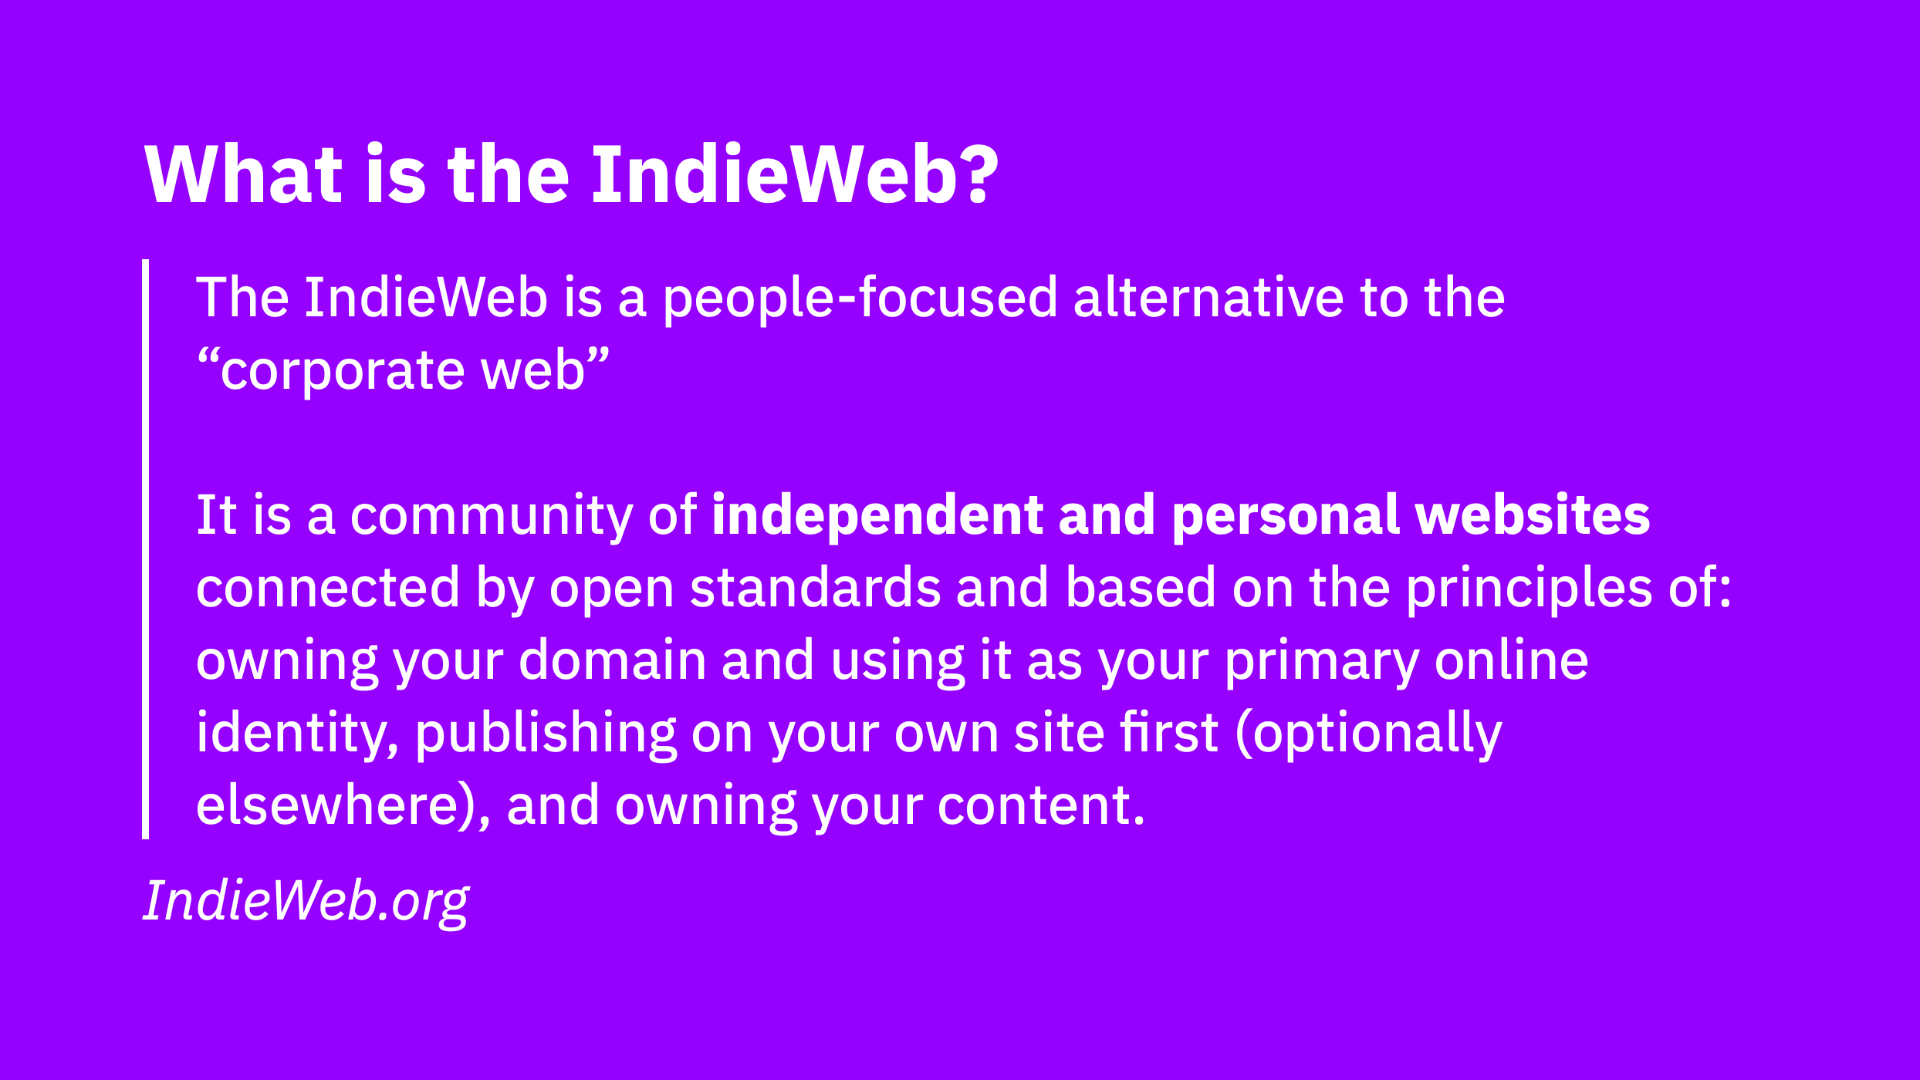 What is the IndieWeb?
The IndieWeb is a people-focused alternative to the
“corporate web”
It is a community of independent and personal websites
connected by open standards and based on the principles of:
owning your domain and using it as your primary online
identity, publishing on your own site first (optionally
elsewhere), and owning your content.
IndieWeb.org